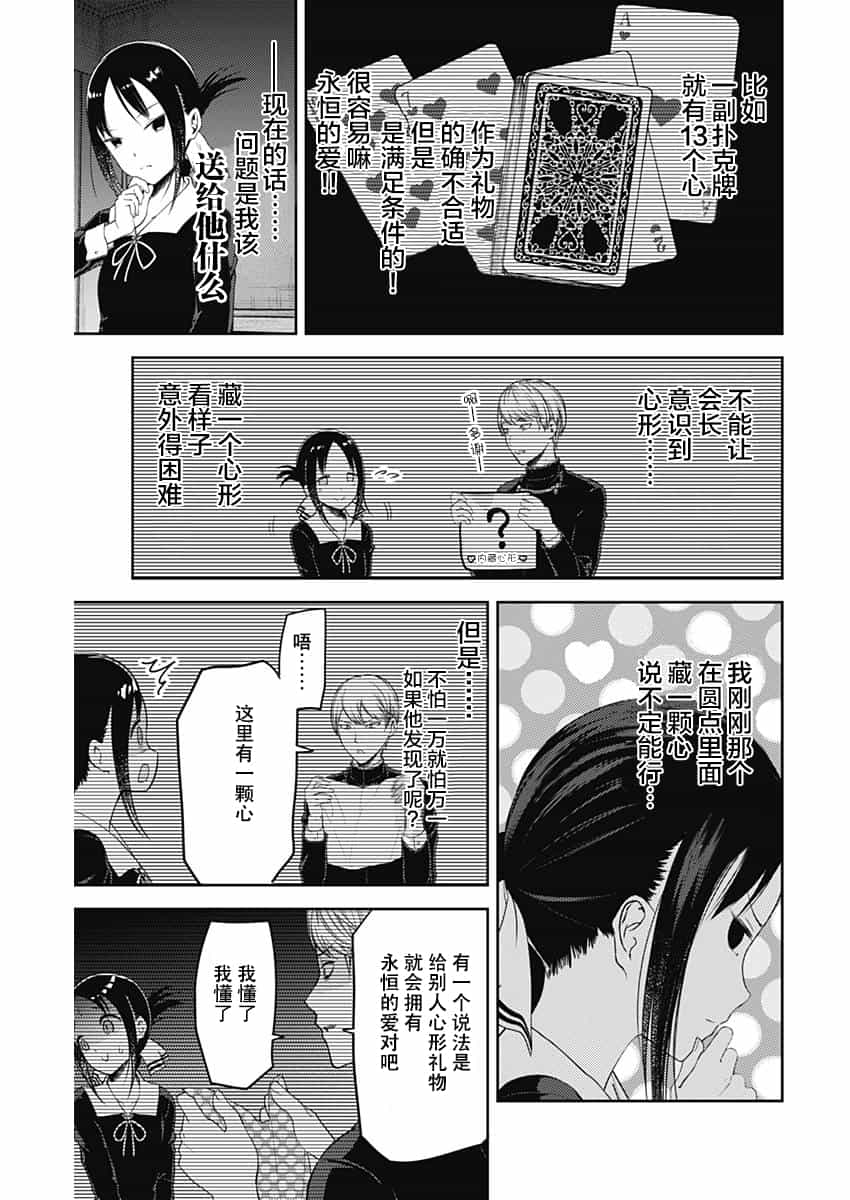 比如
一副扑克牌
就有13个心
作为礼物
的确不合适
但是
是满足条件的！
很容易嘛
永恒的爱！！
——现在的话……
问题是我该
送给他什么
不能让
会长
意识到
心形……
啊—多谢—
?
♥内藏心形♥
藏一个心形
看样子
意外得困难
我刚刚那个
在圆点里面
藏一颗心
说不定能行…
但是……
不怕一万就怕万一
如果他发现了呢？
唔……
这里有一颗心
有一个说法是
给别人心形礼物
就会拥有
永恒的爱对吧
我懂了
我懂了